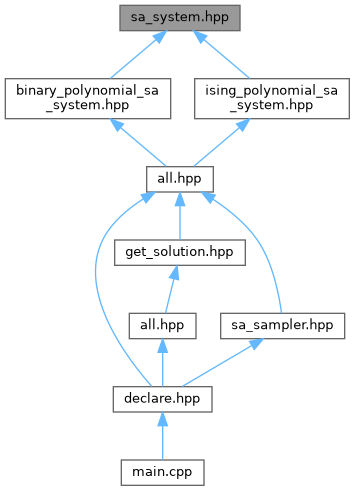 sa_system.hpp
binary_polynomial_sa
_system.hpp
ising_polynomial_sa
_system.hpp
all.hpp
get_solution.hpp
all.hpp
sa_sampler.hpp
declare.hpp
main.cpp